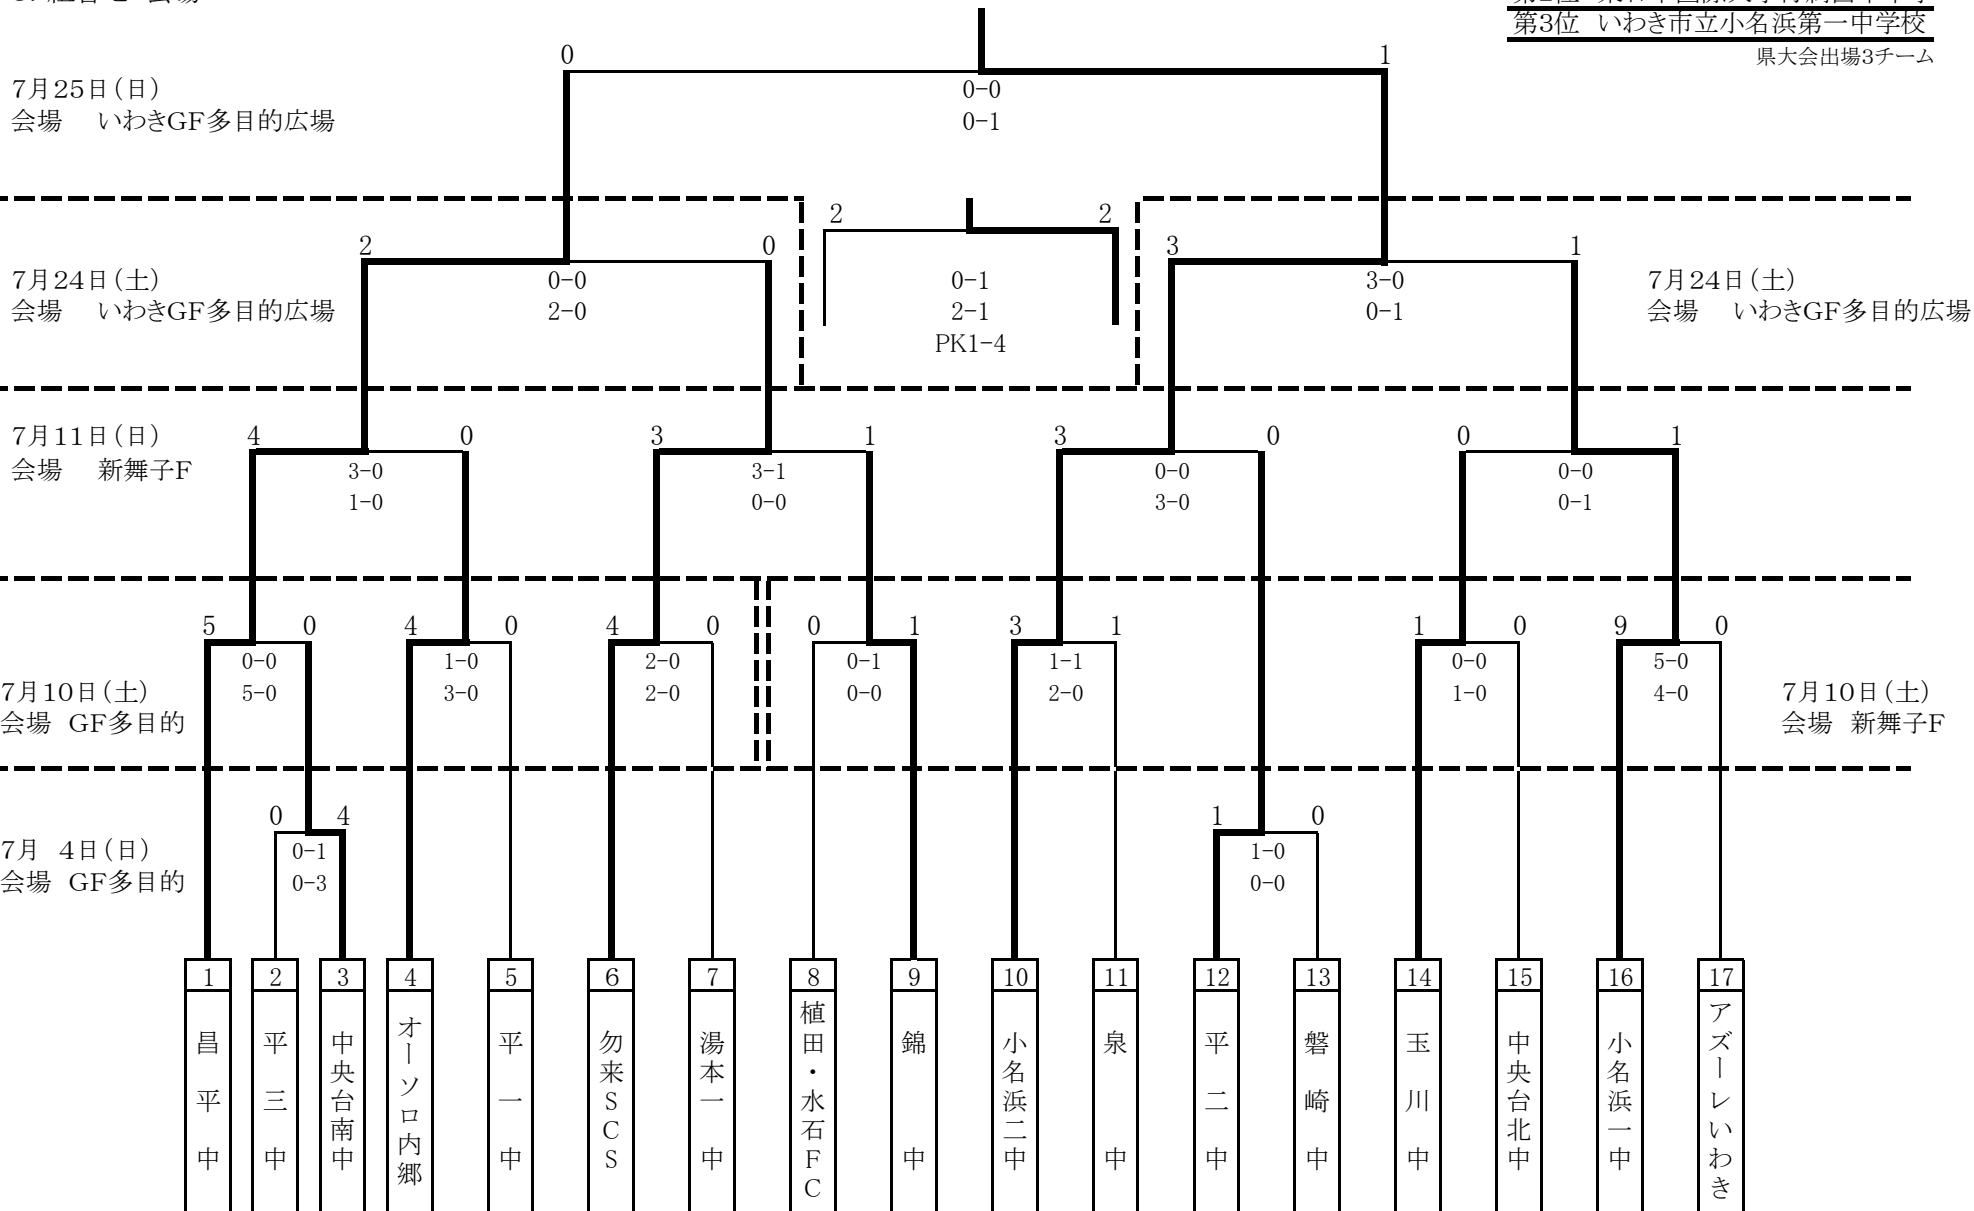 第3位 いわき市立小名浜第一中学校
県大会出場3チーム
0 1
7月25日(日)
会場 いわきGF多目的広場
0-0
0-1
2 2
2 0
3 1
7月24日(土)
会場 いわきGF多目的広場
0-0
2-0
0-1
2-1
PK1-4
3-0
0-1
7月24日(土)
会場 いわきGF多目的広場
7月11日(日)
会場 新舞子F
4 0
3 1
3 0
0 1
3-0
1-0
3-1
0-0
0-0
3-0
0-0
0-1
5 0
4 0
4 0
0 1
3 1
1 0
9 0
0-0
5-0
1-0
3-0
2-0
2-0
0-1
0-0
1-1
2-0
0-0
1-0
5-0
4-0
7月10日(土)
会場 GF多目的
7月10日(土)
会場 新舞子F
0 4
1 0
7月 4日(日)
会場 GF多目的
0-1
0-3
1-0
0-0
1 2 3 4 5 6 7 8 9 10 11 12 13 14 15 16 17
昌平中
平三中
中央台南中
オーソロ内郷
平一中
勿来SCS
湯本一中
植田・水石FC
錦中
小名浜二中
泉中
平二中
磐崎中
玉川中
中央台北中
小名浜一中
アズーレいわき